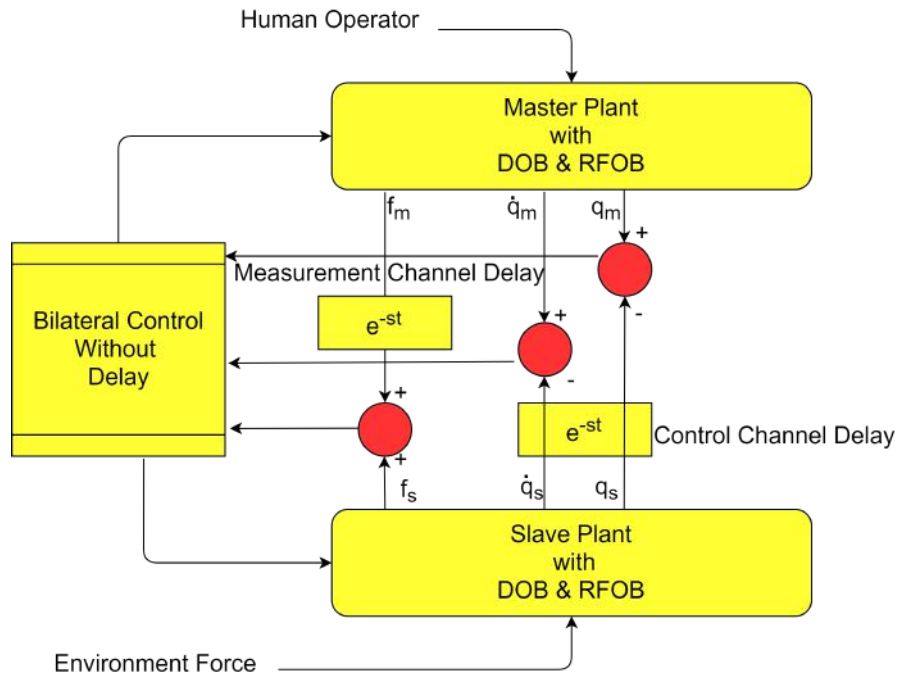 Human Operator
Master Plant
with
DOB & RFOB
fm
q̇m
qm
+
Measurement Channel Delay
-
e-st
+
Bilateral Control
Without
Delay
-
+
e-st
Control Channel Delay
+
fs
q̇s
qs
Slave Plant
with
DOB & RFOB
Environment Force